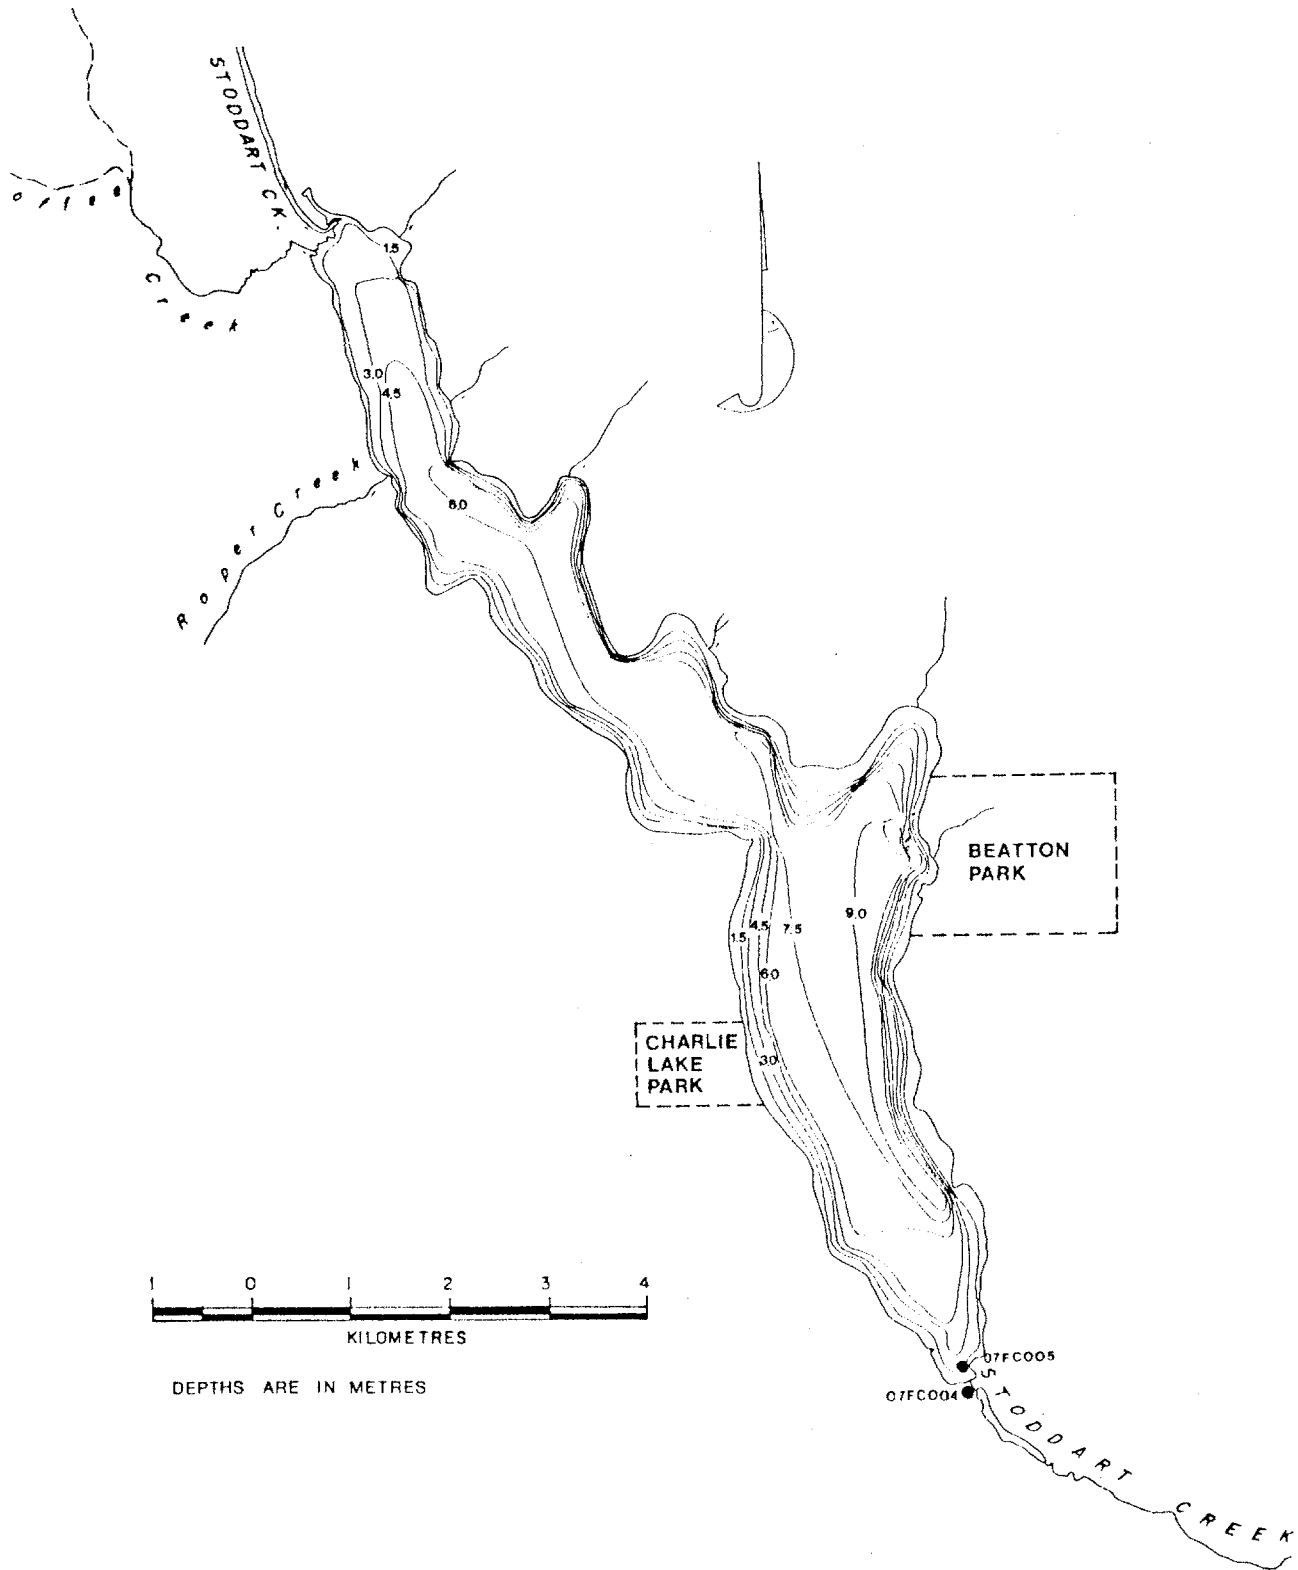 STODDART CK.
Creek
1.5
3.0
4.5
6.0
Roper Creek
BEATTON
PARK
9.0
7.5
4.5
1.5
6.0
CHARLIE
LAKE
PARK
3.0
1 0 1 2 3 4
KILOMETRES
DEPTHS ARE IN METRES
07FC005
07FC004
STODDART CREEK